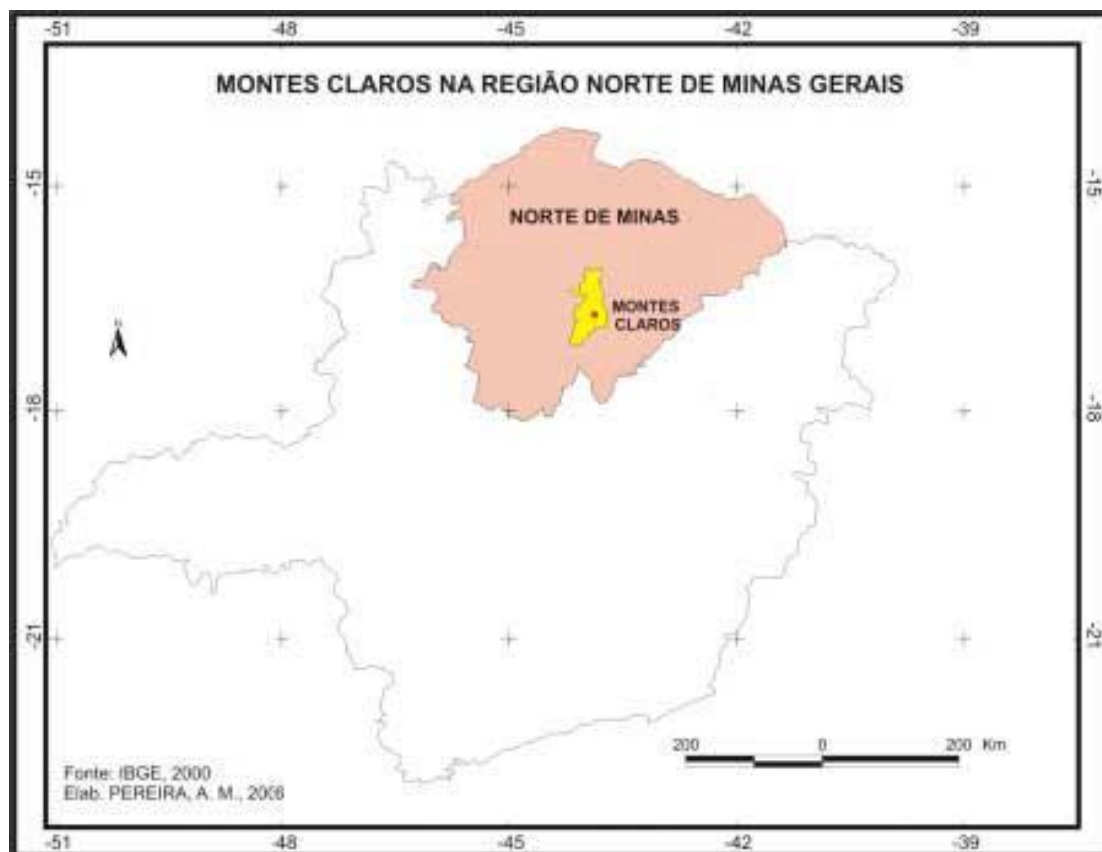 -51 -48 -45 -42 -39
MONTES CLAROS NA REGIÃO NORTE DE MINAS GERAIS
-15 -15
NORTE DE MINAS
MONTES
CLAROS
N
-18 -18
-21 -21
200 0 200 Km
Fonte: IBGE, 2000
Elab. PEREIRA, A. M., 2006
-51 -48 -45 -42 -39